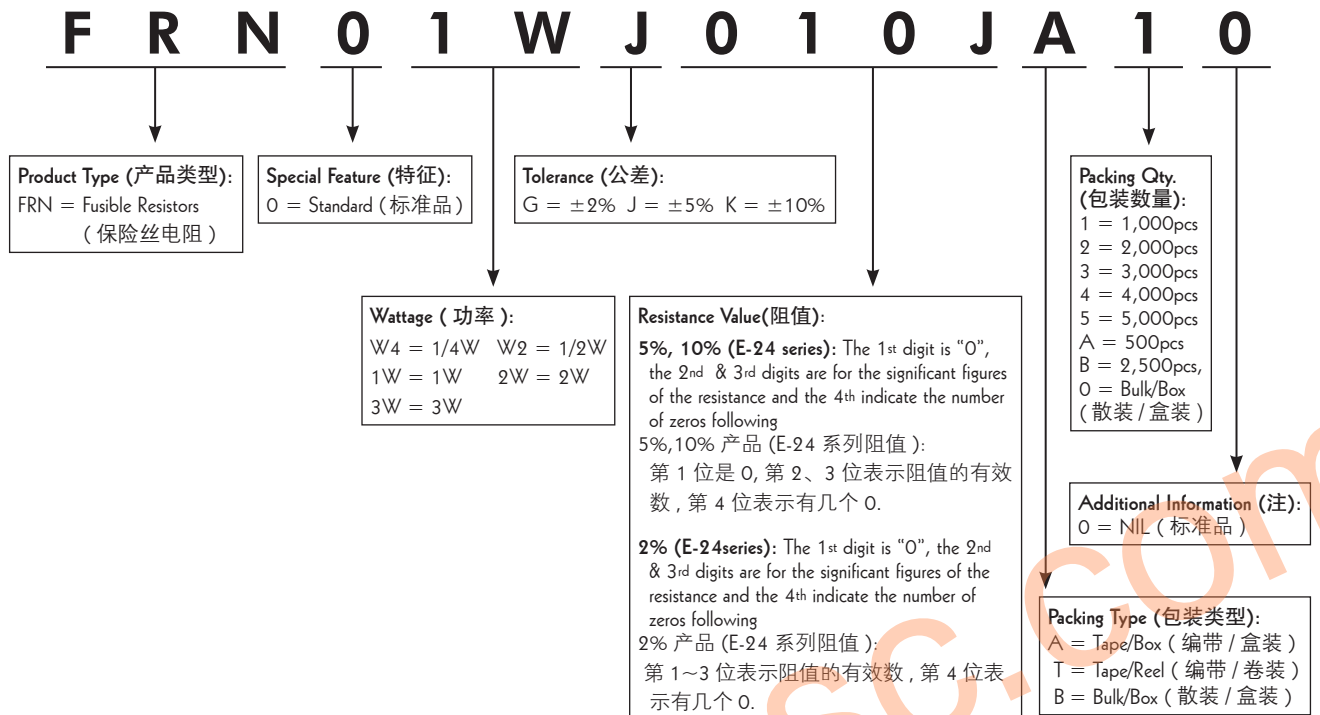 F R N 0 1 W J 0 1 0 J A 1 0
Product Type (产品类型):
FRN = Fusible Resistors
(保险丝电阻)
Special Feature (特征):
0 = Standard (标准品)
Tolerance (公差):
G = ±2% J = ±5% K = ±10%
Packing Qty.
(包装数量):
1 = 1,000pcs
2 = 2,000pcs
3 = 3,000pcs
4 = 4,000pcs
5 = 5,000pcs
A = 500pcs
B = 2,500pcs,
0 = Bulk/Box
(散装 / 盒装)
Wattage ( 功率 ):
W4 = 1/4W W2 = 1/2W
1W = 1W 2W = 2W
3W = 3W
Resistance Value(阻值):
5%, 10% (E-24 series): The 1st digit is “0”,
the 2nd & 3rd digits are for the significant figures
of the resistance and the 4th indicate the number
of zeros following
5%,10% 产品 (E-24 系列阻值 ):
第 1 位是 0, 第 2、3 位表示阻值的有效
数 , 第 4 位表示有几个 0.
2% (E-24series): The 1st digit is “0”, the 2nd
& 3rd digits are for the significant figures of the
resistance and the 4th indicate the number of
zeros following
2% 产品 (E-24 系列阻值 ):
第 1~3 位表示阻值的有效数 , 第 4 位表
示有几个 0.
Additional Information (注):
0 = NIL ( 标准品 )
Packing Type (包装类型):
A = Tape/Box ( 编带 / 盒装 )
T = Tape/Reel ( 编带 / 卷装 )
B = Bulk/Box ( 散装 / 盒装 )
sc.com